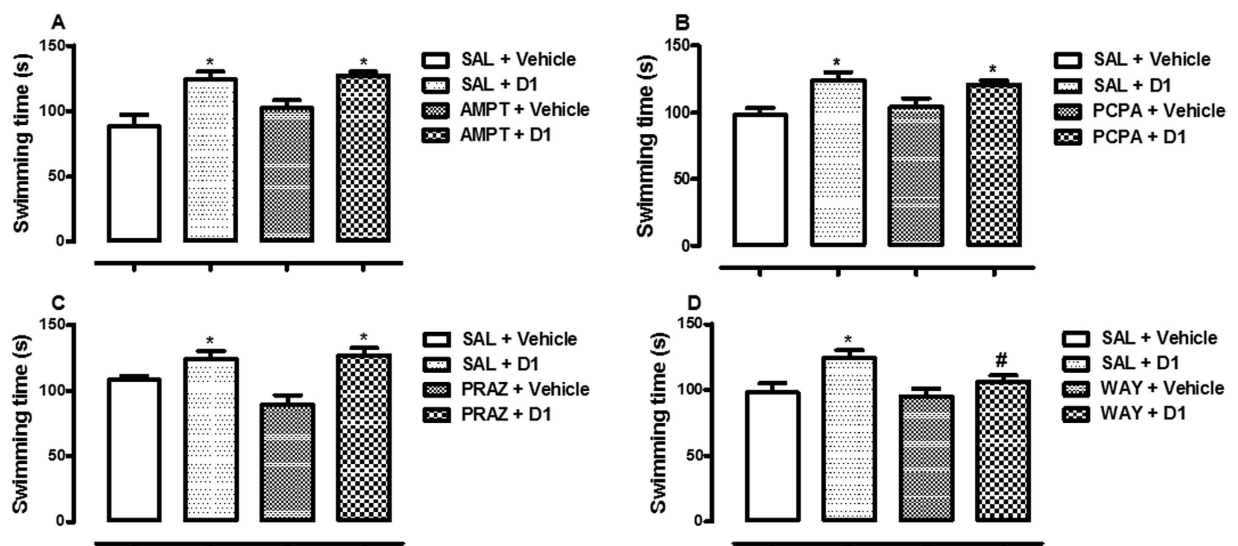 A
Swimming time (s)
150
100
50
0
*
*
SAL + Vehicle
SAL + D1
AMPT + Vehicle
AMPT + D1
B
Swimming time (s)
150
100
50
0
*
*
SAL + Vehicle
SAL + D1
PCPA + Vehicle
PCPA + D1
C
Swimming time (s)
150
100
50
0
*
*
SAL + Vehicle
SAL + D1
PRAZ + Vehicle
PRAZ + D1
D
Swimming time (s)
150
100
50
0
*
#
SAL + Vehicle
SAL + D1
WAY + Vehicle
WAY + D1